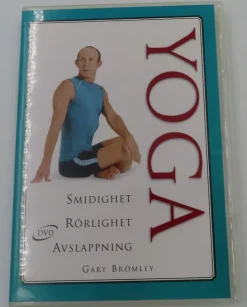 YOGA
SMIDIGHET
RÖRLIGHET
DVD
AVSLAPPNING
GARY BROMLEY